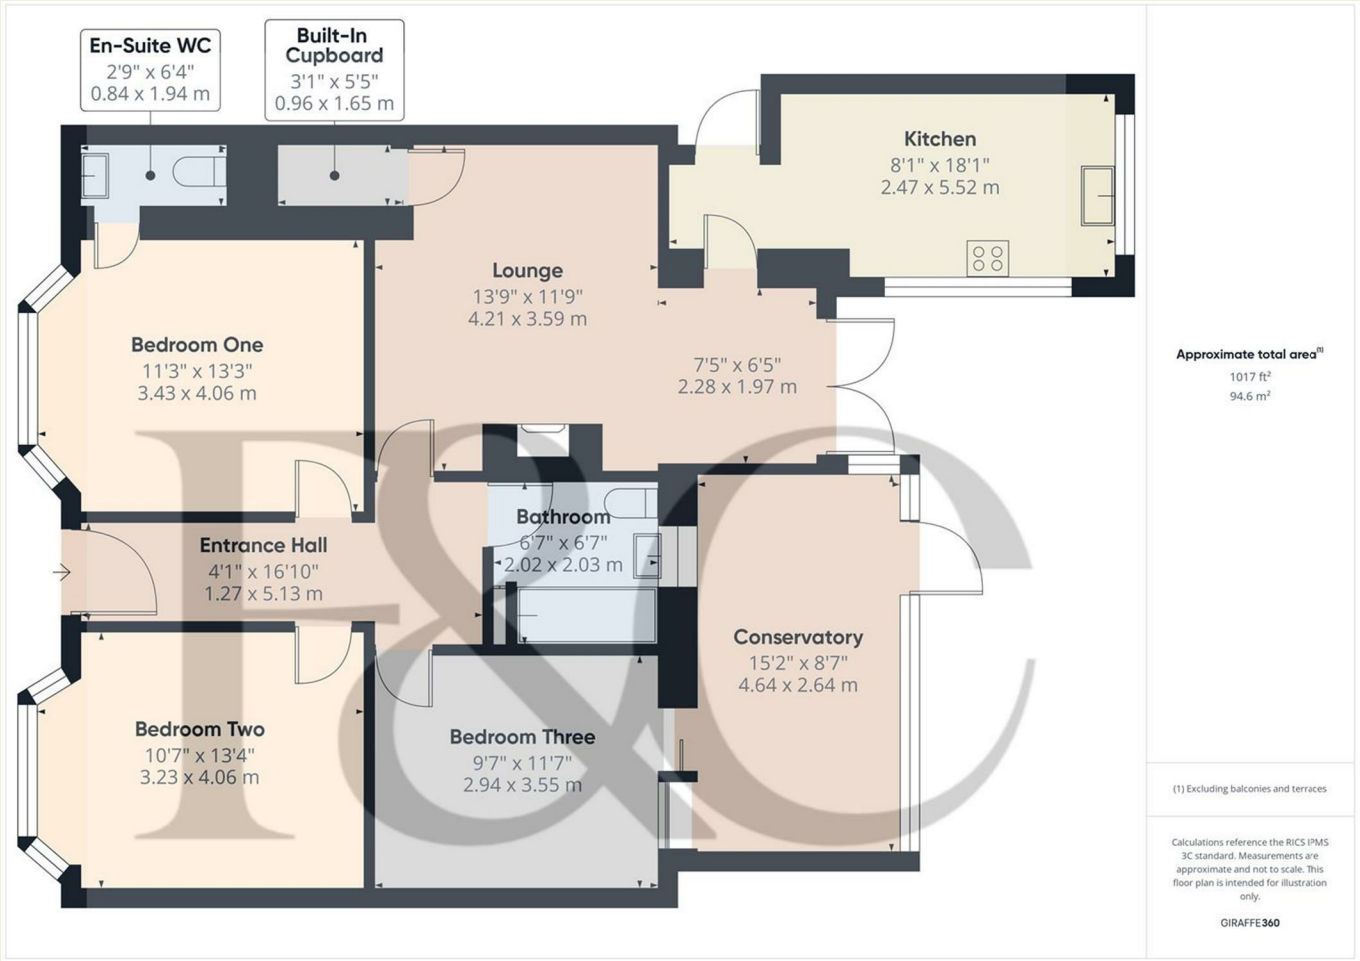 En-Suite WC
2'9" x 6'4"
0.84 x 1.94 m
Built-In
Cupboard
3'1" x 5'5"
0.96 x 1.65 m
Kitchen
8'1" x 18'1"
2.47 x 5.52 m
Lounge
13'9" x 11'9"
4.21 x 3.59 m
7'5" x 6'5"
2.28 x 1.97 m
Bedroom One
11'3" x 13'3"
3.43 x 4.06 m
Entrance Hall
4'1" x 16'10"
1.27 x 5.13 m
Bathroom
6'7" x 6'7"
2.02 x 2.03 m
Conservatory
15'2" x 8'7"
4.64 x 2.64 m
Bedroom Two
10'7" x 13'4"
3.23 x 4.06 m
Bedroom Three
9'7" x 11'7"
2.94 x 3.55 m
F&C
Approximate total area⁽¹⁾
1017 ft²
94.6 m²
(1) Excluding balconies and terraces
Calculations reference the RICS IPMS
3C standard. Measurements are
approximate and not to scale. This
floor plan is intended for illustration
only.
GIRAFFE360